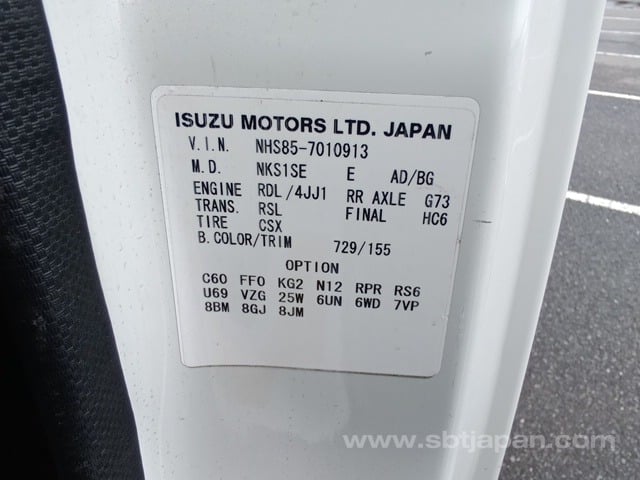 ISUZU MOTORS LTD. JAPAN
V.I.N. NHS85-7010913
M.D. NKS1SE E AD/BG
ENGINE RDL/4JJ1 RR AXLE G73
TRANS. RSL FINAL HC6
TIRE CSX
B.COLOR/TRIM 729/155
OPTION
C60 FF0 KG2 N12 RPR RS6
U69 VZG 25W 6UN 6WD 7VP
8BM 8GJ 8JM
www.sbtjapan.com